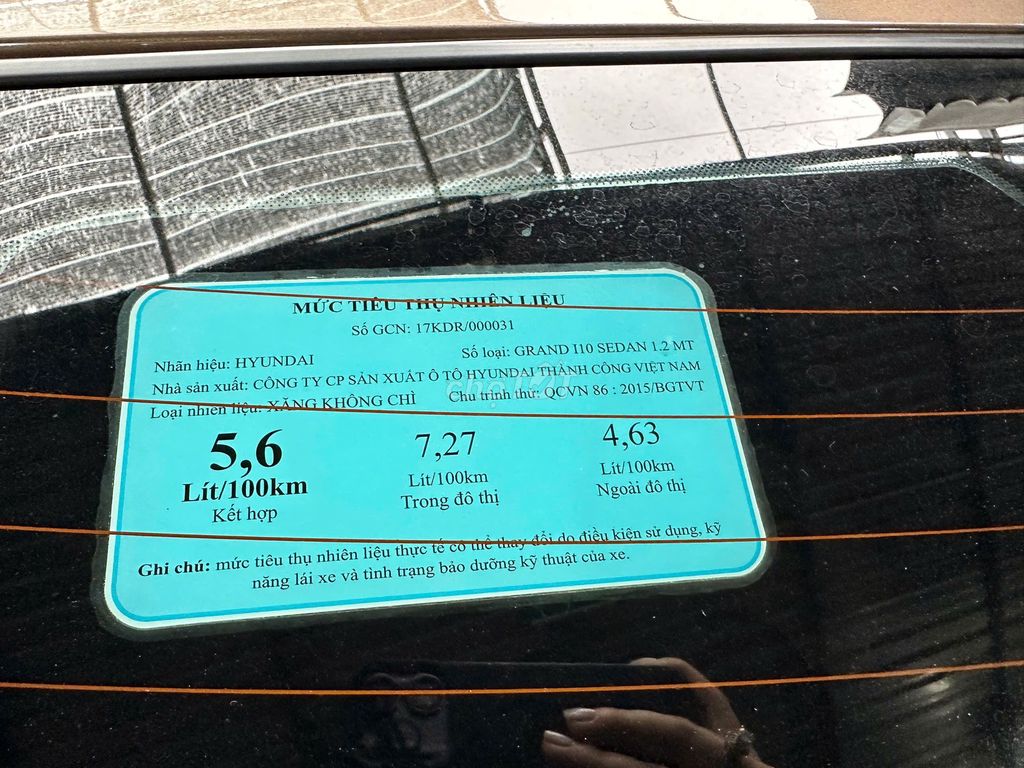 MỨC TIÊU THỤ NHIÊN LIỆU
Số GCN: 17KDR/000031
Nhãn hiệu: HYUNDAI Số loại: GRAND I10 SEDAN 1.2 MT
Nhà sản xuất: CÔNG TY CP SẢN XUẤT Ô TÔ HYUNDAI THÀNH CÔNG VIỆT NAM
Loại nhiên liệu: XĂNG KHÔNG CHÌ Chu trình thử: QCVN 86 : 2015/BGTVT
5,6 7,27 4,63
Lít/100km Lít/100km Lít/100km
Kết hợp Trong đô thị Ngoài đô thị
Ghi chú: mức tiêu thụ nhiên liệu thực tế có thể thay đổi do điều kiện sử dụng, kỹ
năng lái xe và tình trạng bảo dưỡng kỹ thuật của xe.